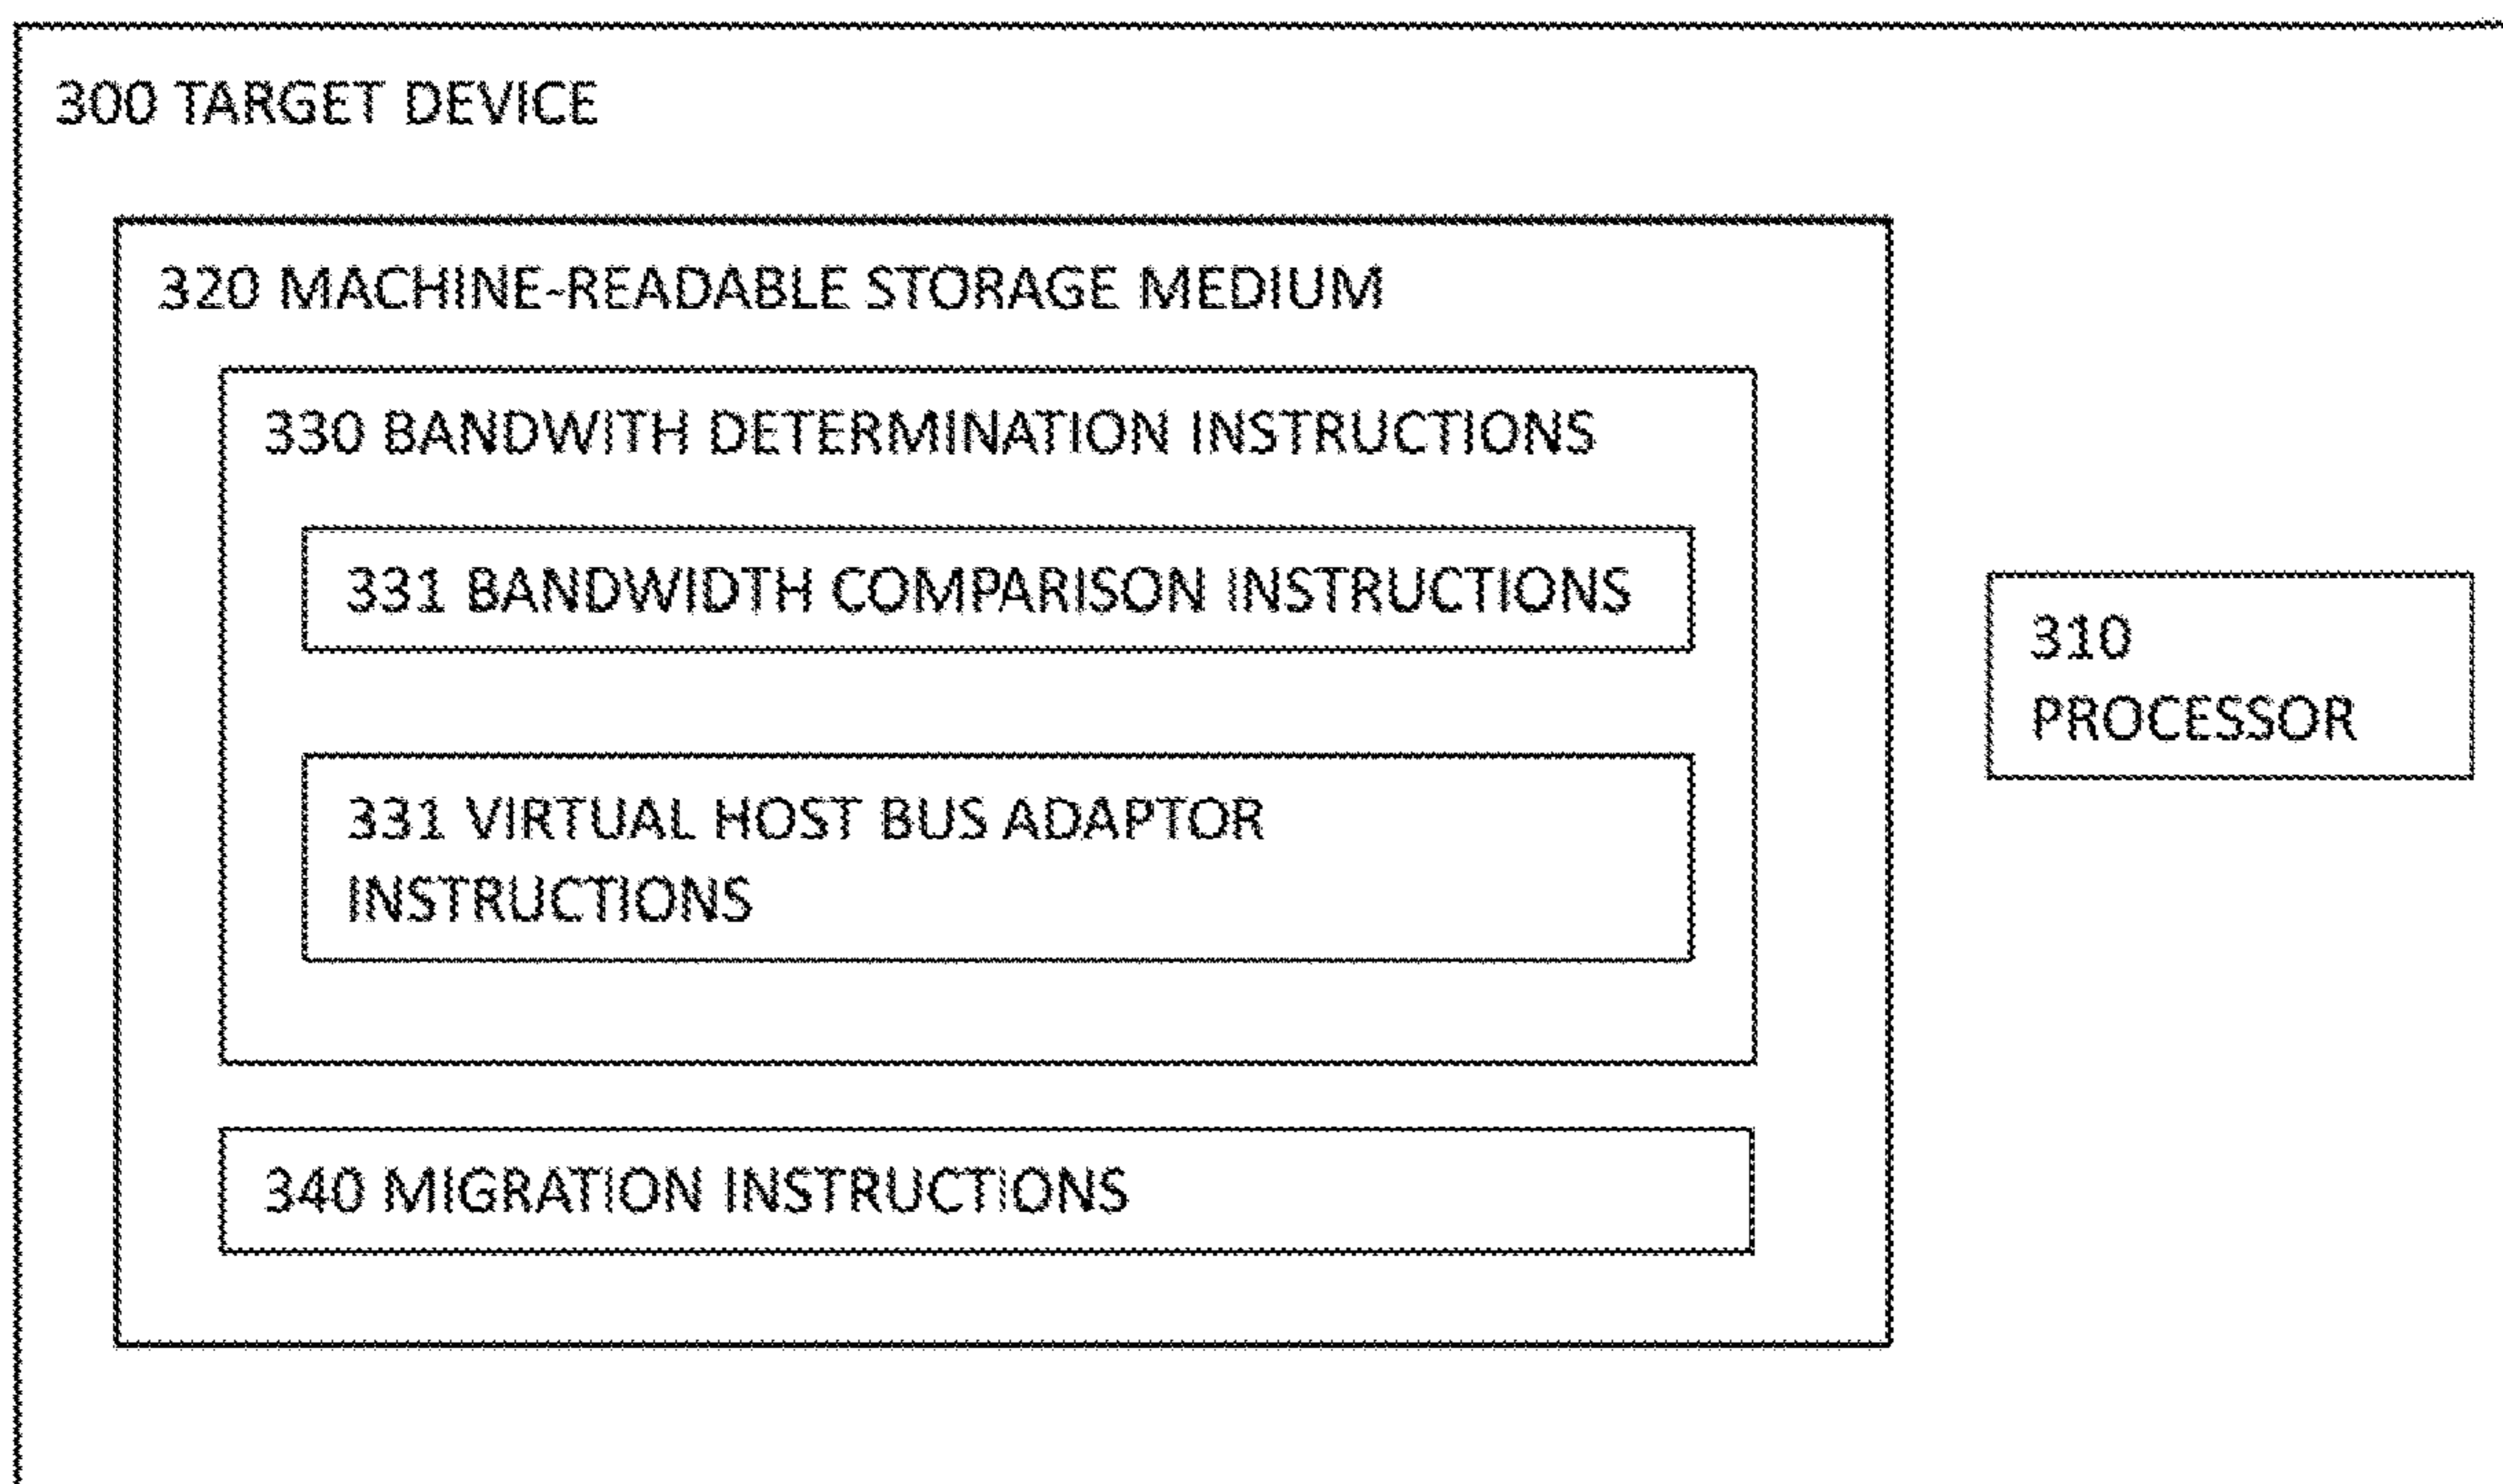 300 TARGET DEVICE
320 MACHINE-READABLE STORAGE MEDIUM
330 BANDWITH DETERMINATION INSTRUCTIONS
331 BANDWIDTH COMPARISON INSTRUCTIONS
331 VIRTUAL HOST BUS ADAPTOR
INSTRUCTIONS
340 MIGRATION INSTRUCTIONS
310
PROCESSOR